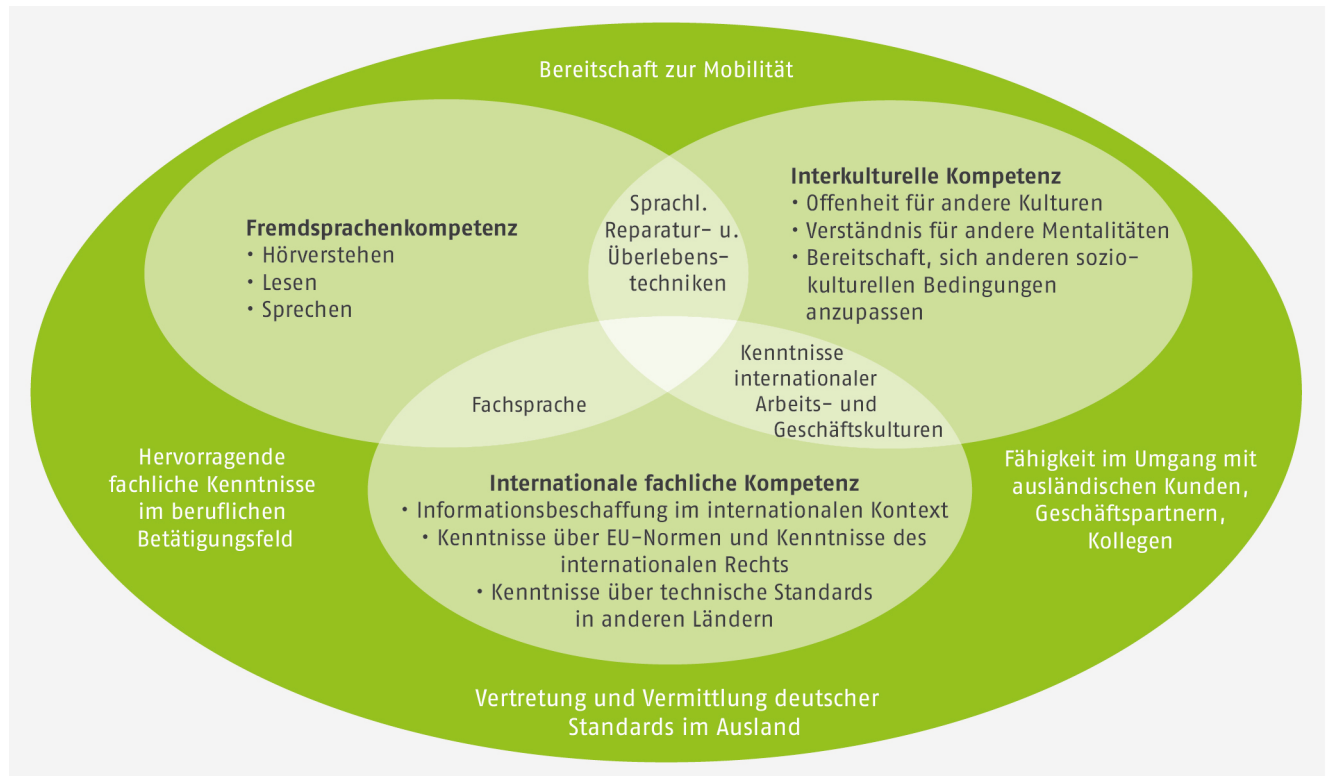 Bereitschaft zur Mobilität
Fremdsprachenkompetenz
• Hörverstehen
• Lesen
• Sprechen
Sprachl.
Reparatur- u.
Überlebens-
techniken
Interkulturelle Kompetenz
• Offenheit für andere Kulturen
• Verständnis für andere Mentalitäten
• Bereitschaft, sich anderen sozio-
kulturellen Bedingungen
anzupassen
Fachsprache
Kenntnisse
internationaler
Arbeits- und
Geschäftskulturen
Hervorragende
fachliche Kenntnisse
im beruflichen
Betätigungsfeld
Internationale fachliche Kompetenz
• Informationsbeschaffung im internationalen Kontext
• Kenntnisse über EU-Normen und Kenntnisse des
internationalen Rechts
• Kenntnisse über technische Standards
in anderen Ländern
Fähigkeit im Umgang mit
ausländischen Kunden,
Geschäftspartnern,
Kollegen
Vertretung und Vermittlung deutscher
Standards im Ausland